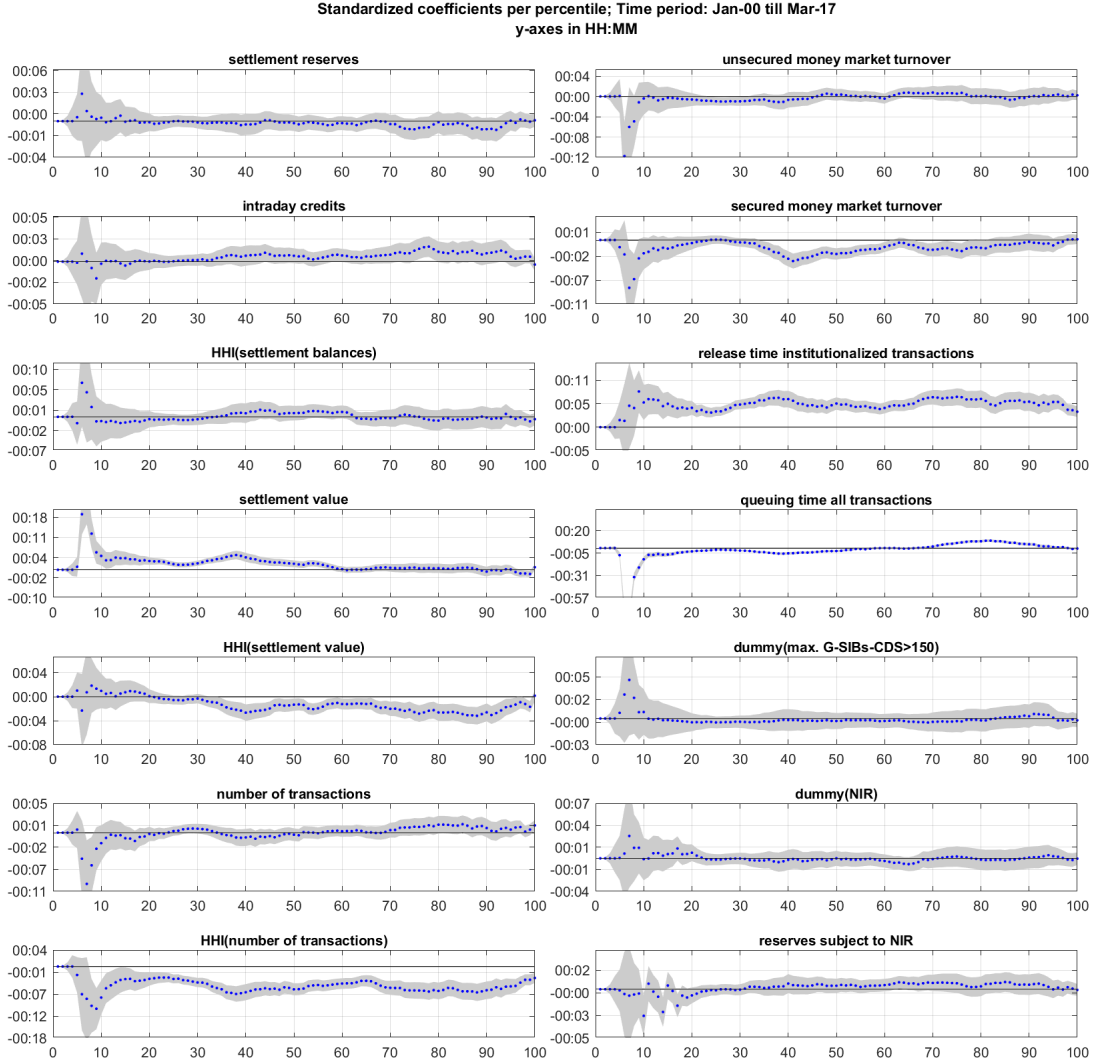 Standardized coefficients per percentile; Time period: Jan-00 till Mar-17
y-axes in HH:MM
settlement reserves
00:06
00:03
00:00
-00:01
-00:04
0 10 20 30 40 50 60 70 80 90 100
unsecured money market turnover
00:04
00:00
-00:04
-00:08
-00:12
0 10 20 30 40 50 60 70 80 90 100
intraday credits
00:05
00:03
00:00
-00:02
-00:05
0 10 20 30 40 50 60 70 80 90 100
secured money market turnover
00:01
-00:02
-00:07
-00:11
0 10 20 30 40 50 60 70 80 90 100
HHI(settlement balances)
00:10
00:05
00:01
-00:02
-00:07
0 10 20 30 40 50 60 70 80 90 100
release time institutionalized transactions
00:11
00:05
00:00
-00:05
0 10 20 30 40 50 60 70 80 90 100
settlement value
00:18
00:11
00:04
-00:02
-00:10
0 10 20 30 40 50 60 70 80 90 100
queuing time all transactions
00:20
-00:05
-00:31
-00:57
0 10 20 30 40 50 60 70 80 90 100
HHI(settlement value)
00:04
00:00
-00:04
-00:08
0 10 20 30 40 50 60 70 80 90 100
dummy(max. G-SIBs-CDS>150)
00:05
00:02
-00:00
-00:03
0 10 20 30 40 50 60 70 80 90 100
number of transactions
00:05
00:01
-00:02
-00:07
-00:11
0 10 20 30 40 50 60 70 80 90 100
dummy(NIR)
00:07
00:04
00:01
-00:01
-00:04
0 10 20 30 40 50 60 70 80 90 100
HHI(number of transactions)
00:04
-00:01
-00:07
-00:12
-00:18
0 10 20 30 40 50 60 70 80 90 100
reserves subject to NIR
00:02
-00:00
-00:03
-00:05
0 10 20 30 40 50 60 70 80 90 100